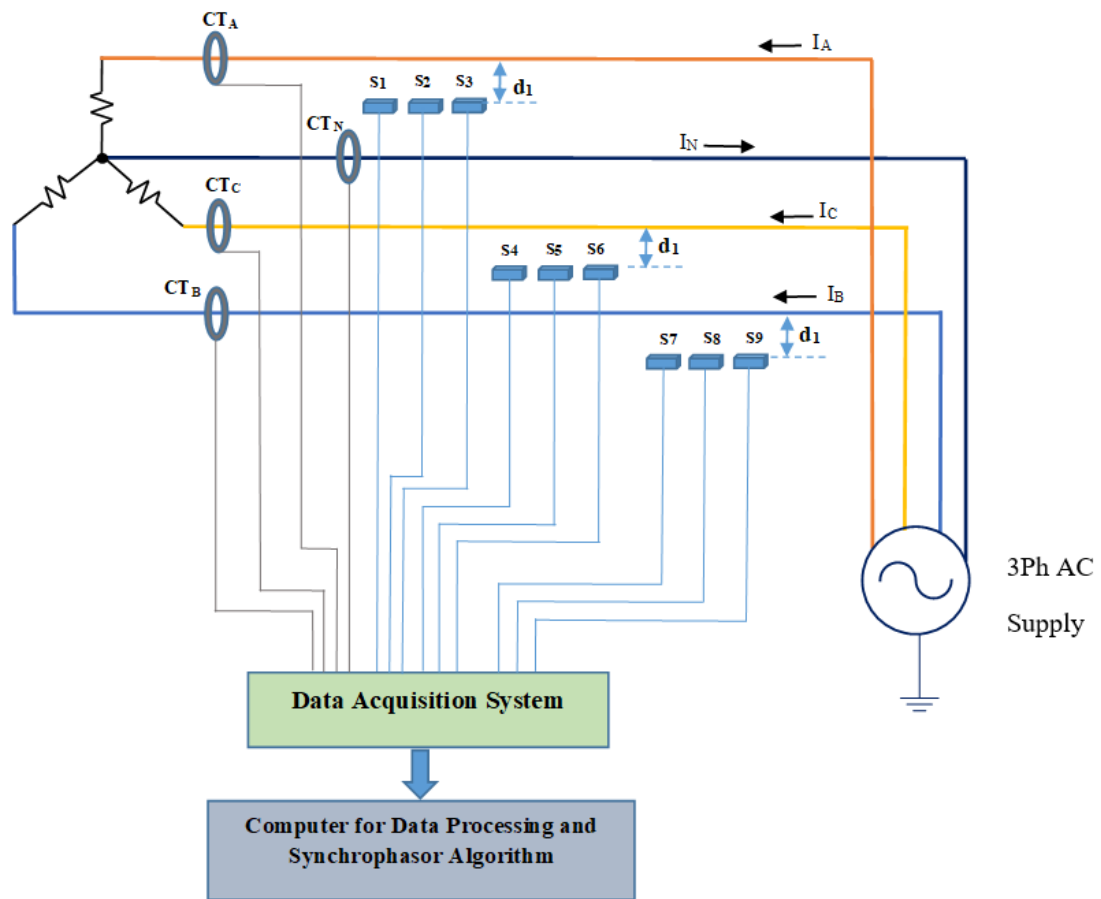 CTA
IA
S1 S2 S3 d1
CTN
IN
CTC
IC
S4 S5 S6 d1
CTB
IB
S7 S8 S9 d1
3Ph AC
Supply
Data Acquisition System
Computer for Data Processing and
Synchrophasor Algorithm